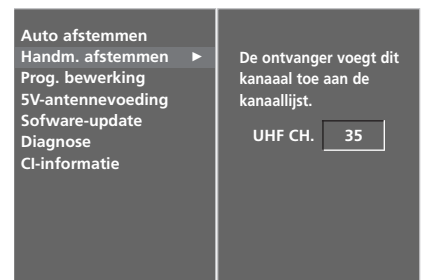 Auto afstemmen
Handm. afstemmen ►
Prog. bewerking
5V-antennevoeding
Sofware-update
Diagnose
CI-informatie
De ontvanger voegt dit
kanaaal toe aan de
kanaallijst.
UHF CH. 35